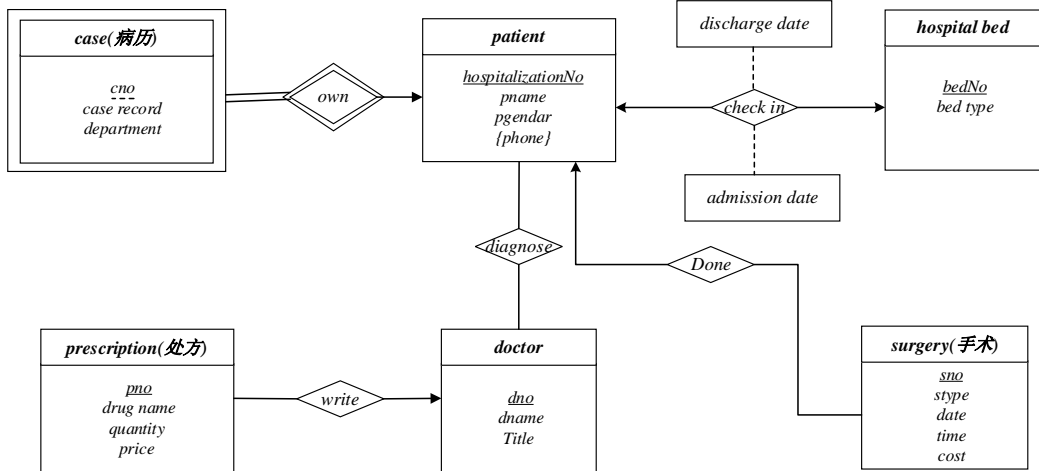 case(病历)
cno
case record
department
own
patient
hospitalizationNo
pname
pgendar
{phone}
discharge date
check in
admission date
hospital bed
bedNo
bed type
diagnose
Done
prescription(处方)
pno
drug name
quantity
price
write
doctor
dno
dname
Title
surgery(手术)
sno
stype
date
time
cost